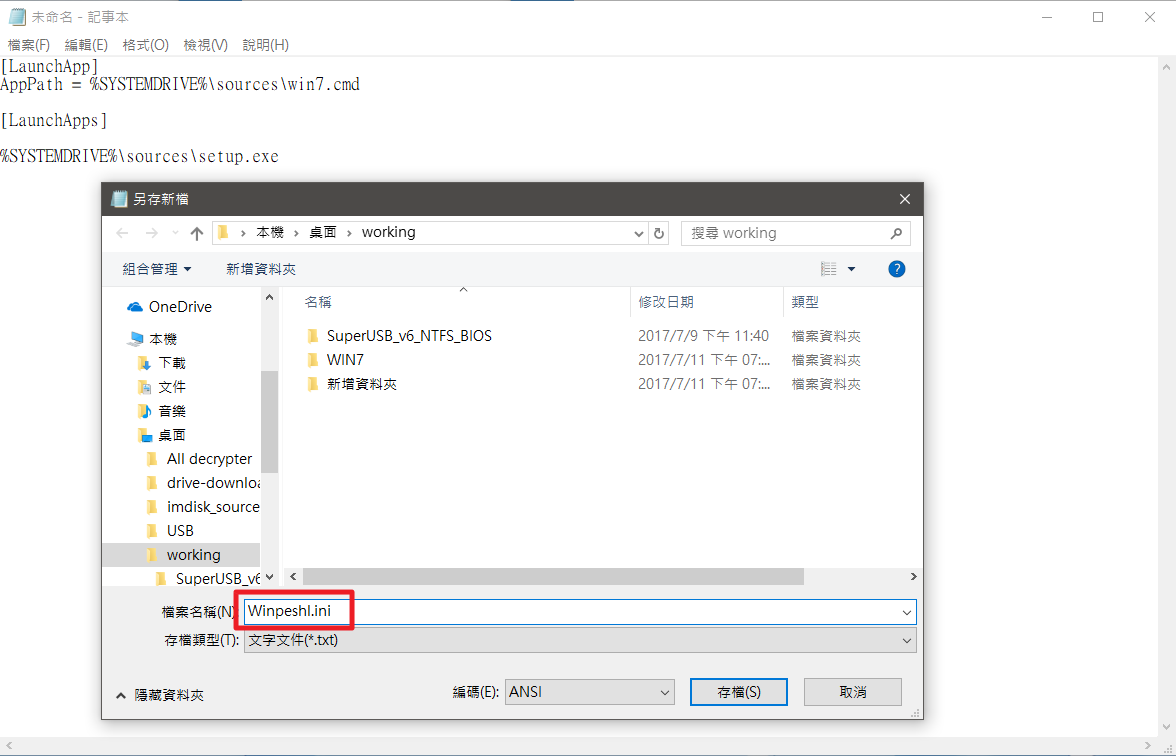 未命名 - 記事本
檔案(F) 編輯(E) 格式(O) 檢視(V) 說明(H)
[LaunchApp]
AppPath = %SYSTEMDRIVE%\sources\win7.cmd
[LaunchApps]
%SYSTEMDRIVE%\sources\setup.exe
另存新檔
本機 › 桌面 › working
搜尋 working
組合管理 新增資料夾
名稱 修改日期 類型
OneDrive
本機
下載
文件
音樂
桌面
All decrypter
drive-downloa
imdisk_source
USB
working
SuperUSB_v6
SuperUSB_v6_NTFS_BIOS 2017/7/9 下午 11:40 檔案資料夾
WIN7 2017/7/11 下午 07:... 檔案資料夾
新增資料夾 2017/7/11 下午 07:... 檔案資料夾
檔案名稱(N): Winpeshl.ini
存檔類型(T): 文字文件(*.txt)
隱藏資料夾 編碼(E): ANSI 存檔(S) 取消